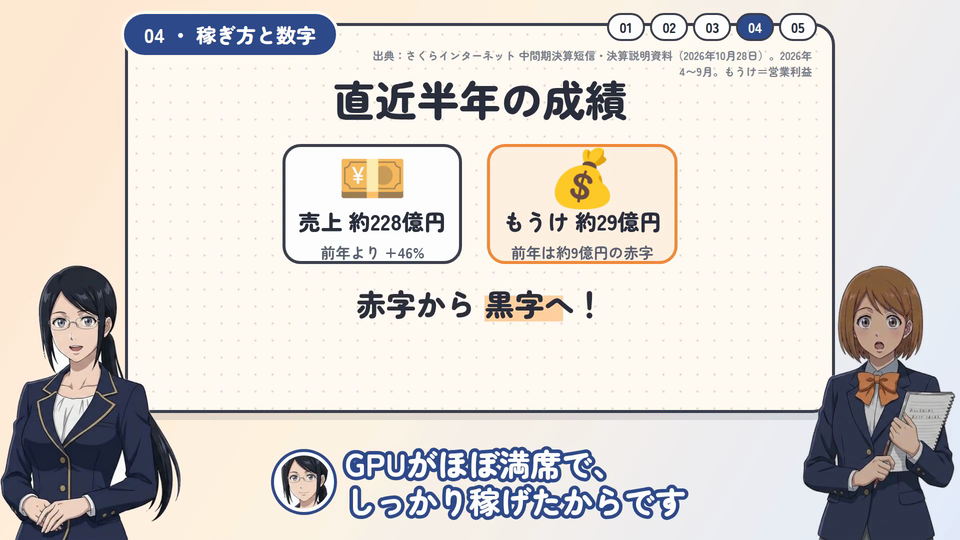 04 ・ 稼ぎ方と数字
01 02 03 04 05
出典：さくらインターネット 中間期決算短信・決算説明資料（2026年10月28日）。2026年
4〜9月。もうけ＝営業利益
直近半年の成績
売上 約228億円
前年より ＋46%
もうけ 約29億円
前年は約9億円の赤字
赤字から 黒字へ！
GPUがほぼ満席で、
しっかり稼げたからです